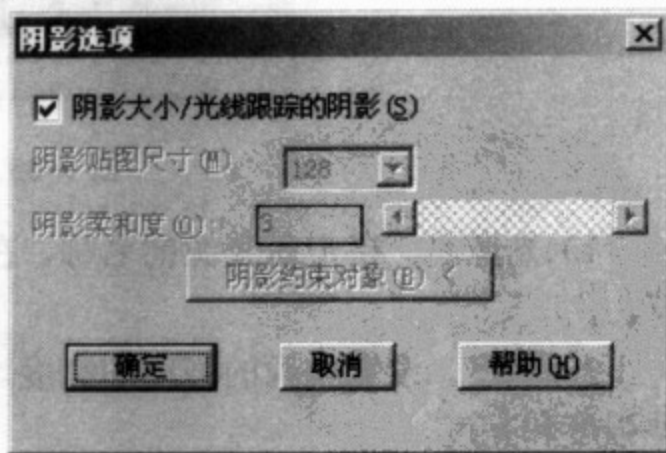 阴影选项
阴影大小/光线跟踪的阴影(S)
阴影贴图尺寸(M) 128
阴影柔和度(O) 3
阴影约束对象(B) <
确定 取消 帮助(H)